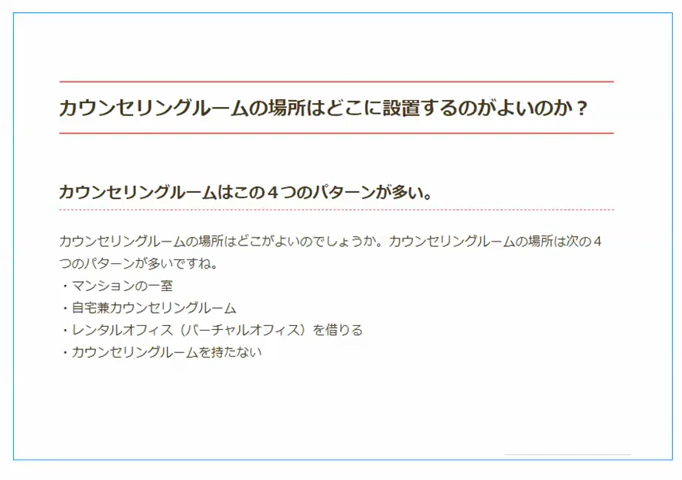 カウンセリングルームの場所はどこに設置するのがよいのか？
カウンセリングルームはこの４つのパターンが多い。
カウンセリングルームの場所はどこがよいのでしょうか。カウンセリングルームの場所は次の４
つのパターンが多いですね。
・マンションの一室
・自宅兼カウンセリングルーム
・レンタルオフィス（バーチャルオフィス）を借りる
・カウンセリングルームを持たない